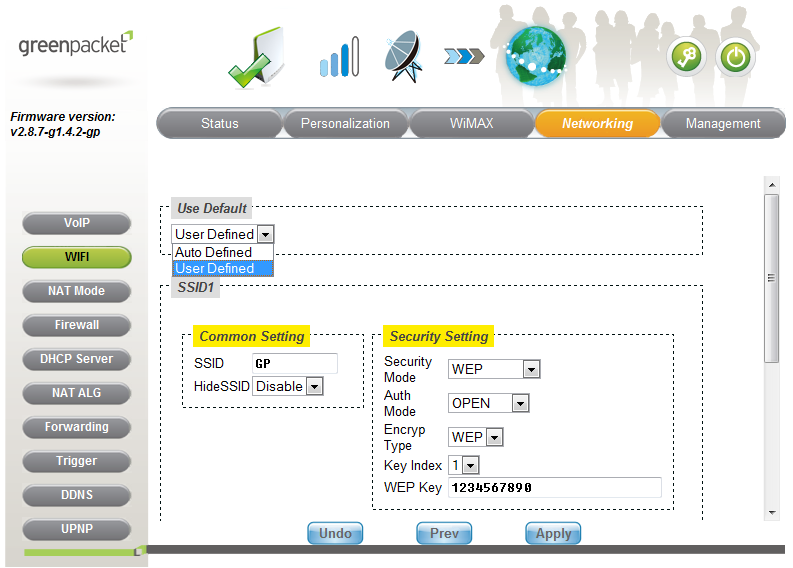 greenpacket
Firmware version:
v2.8.7-g1.4.2-gp
Status
Personalization
WiMAX
Networking
Management
VoIP
WIFI
NAT Mode
Firewall
DHCP Server
NAT ALG
Forwarding
Trigger
DDNS
UPNP
Use Default
User Defined
Auto Defined
User Defined
SSID1
Common Setting
SSID GP
HideSSID Disable
Security Setting
Security
Mode
WEP
Auth
Mode
OPEN
Encryp
Type
WEP
Key Index 1
WEP Key 1234567890
Undo
Prev
Apply